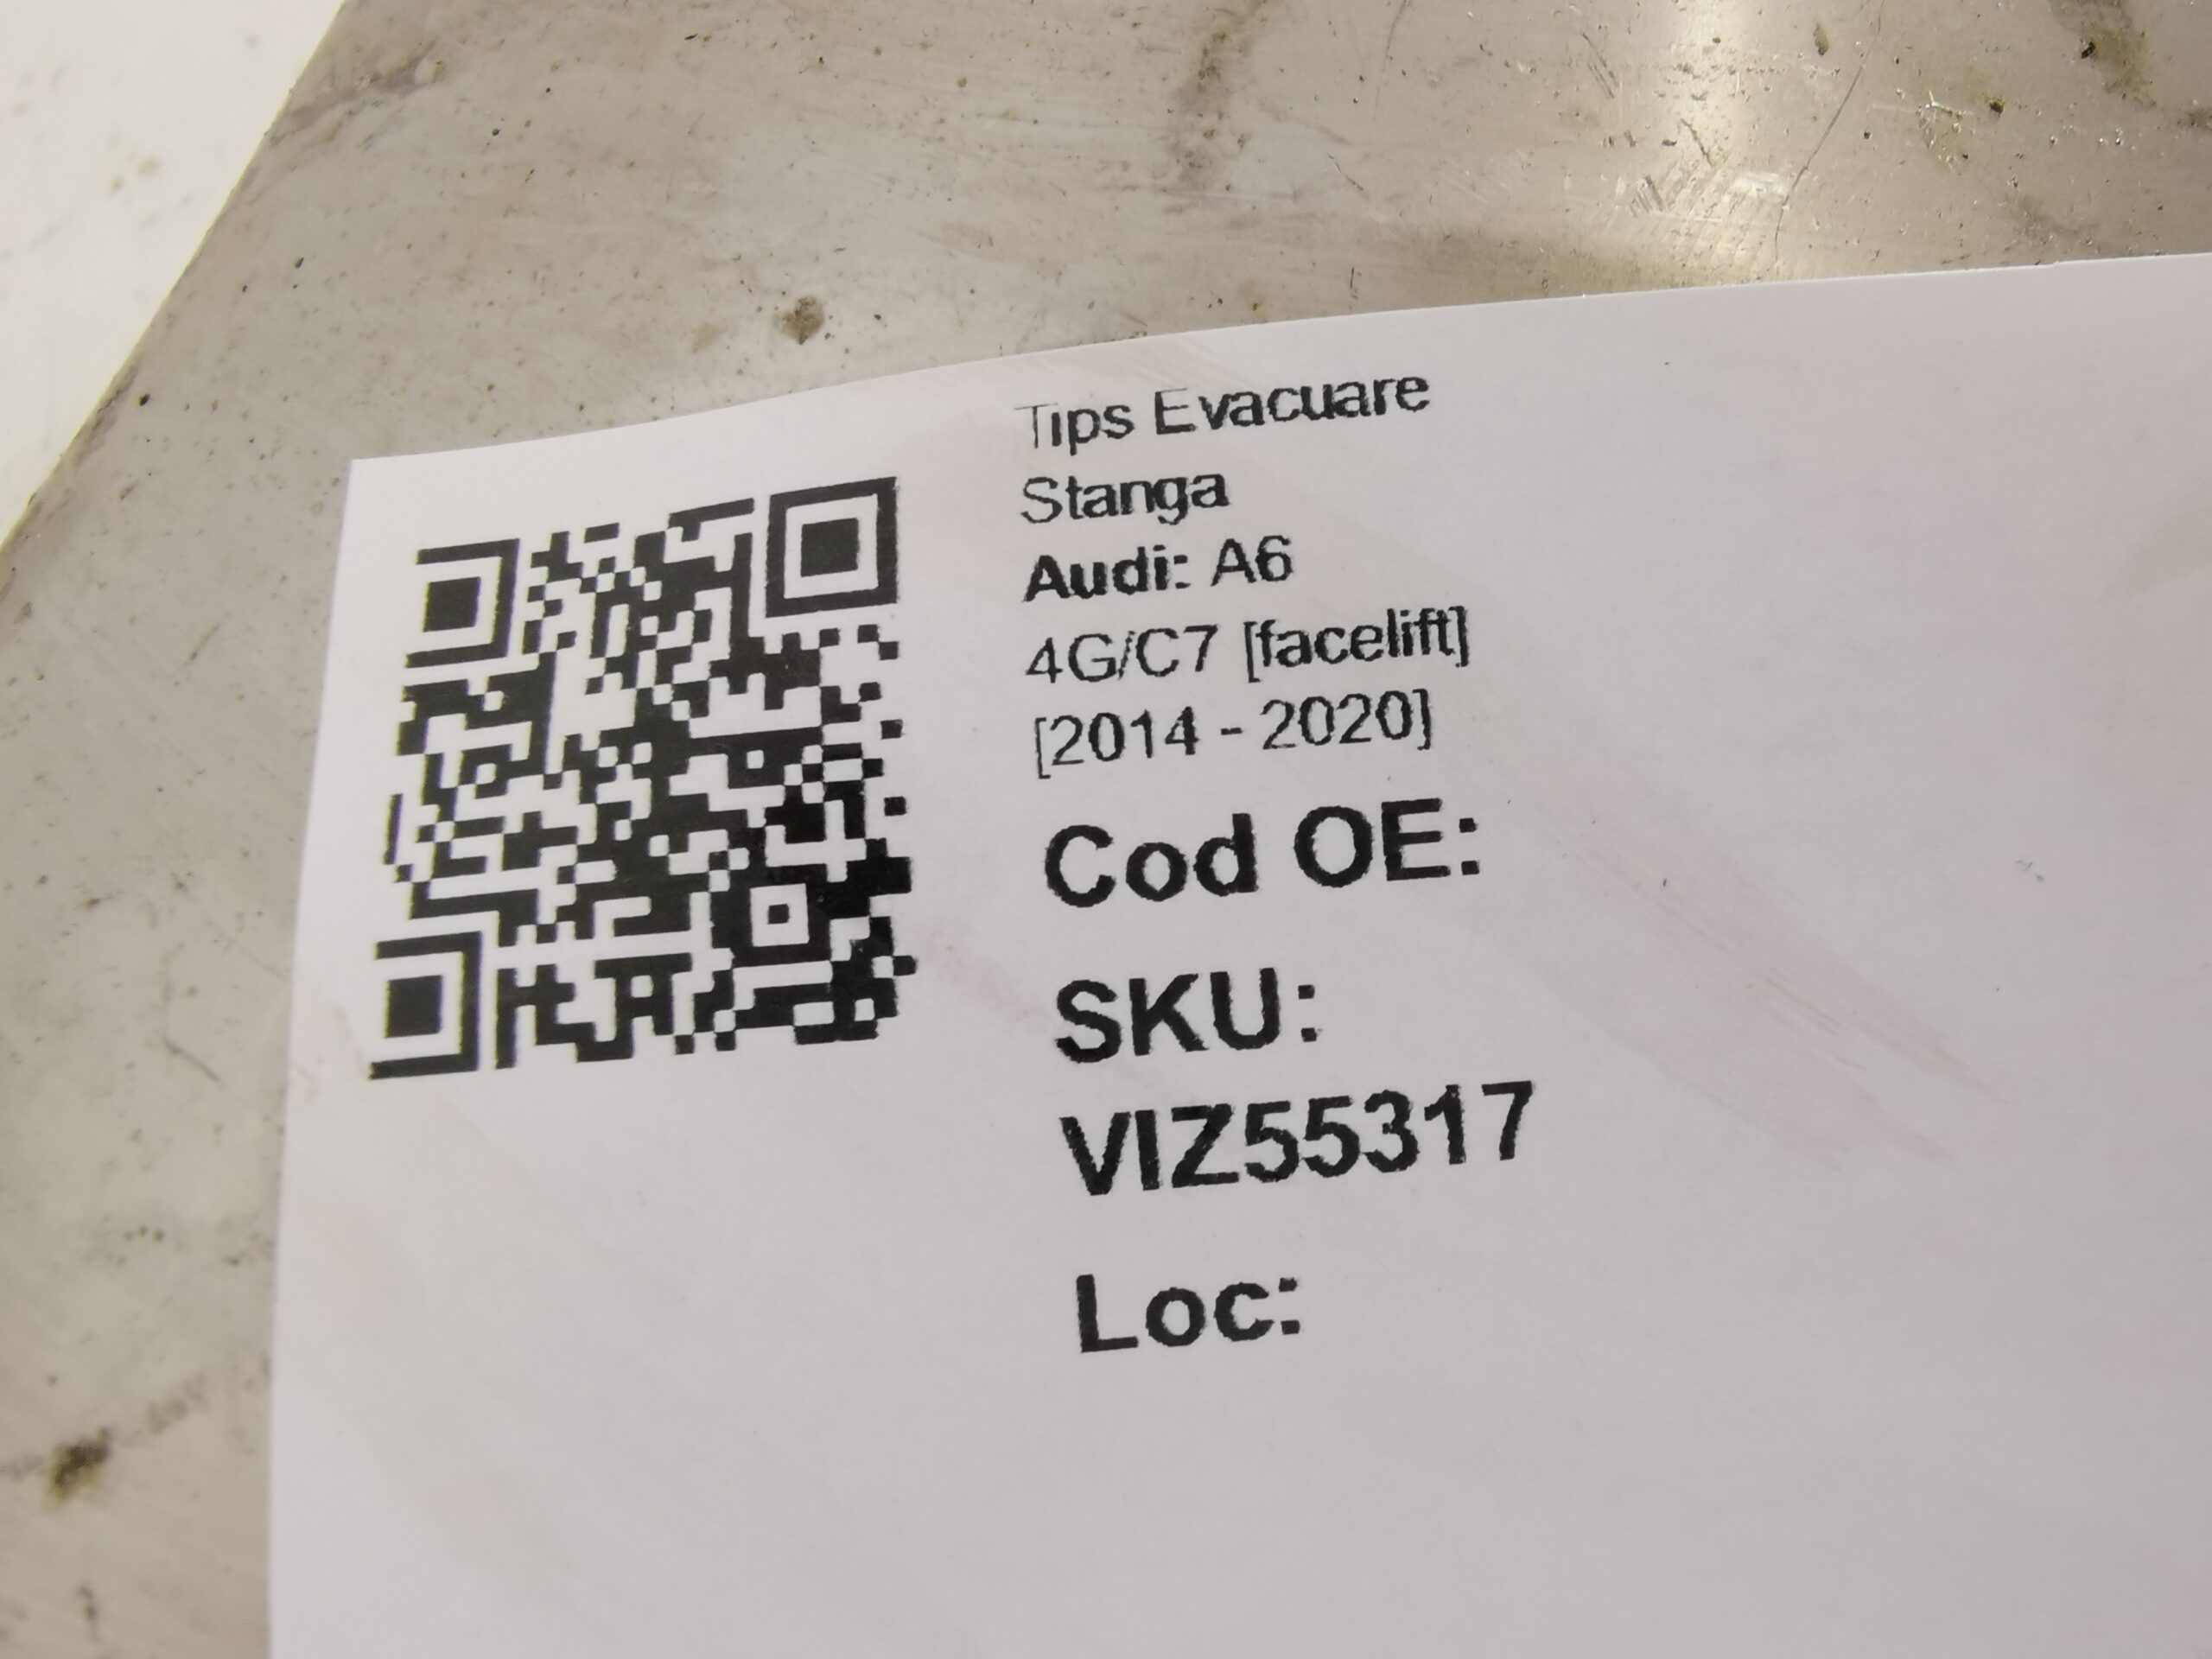 Tips Evacuare
Stanga
Audi: A6
4G/C7 [facelift]
[2014 - 2020]
Cod OE:
SKU:
VIZ55317
Loc: